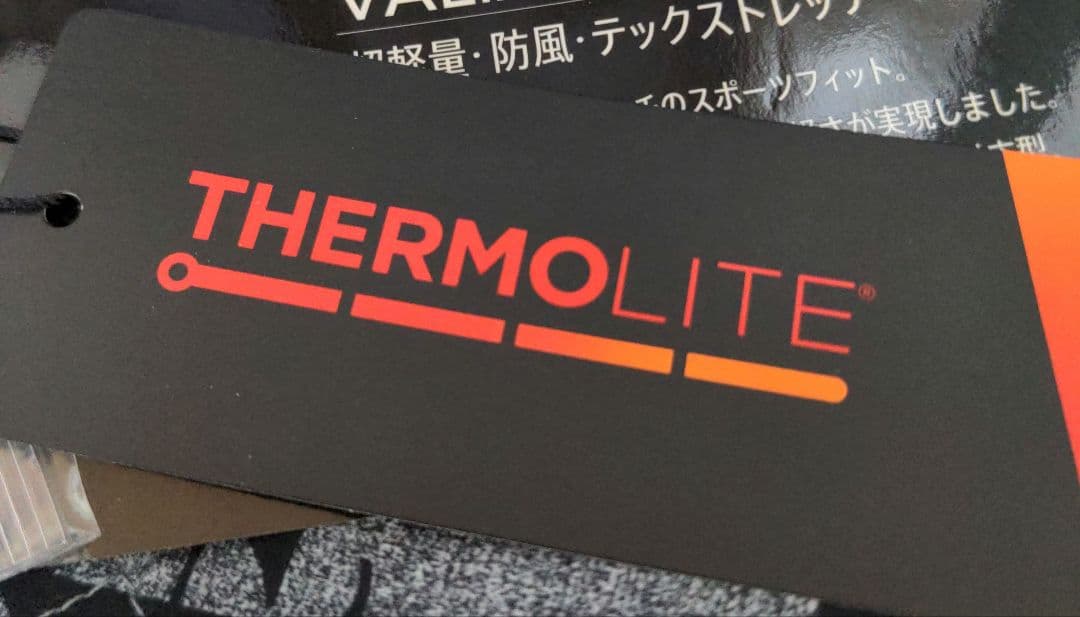 超軽量・防風・テックストレッチ
のスポーツフィット。
が実現しました。
THERMOLITE®